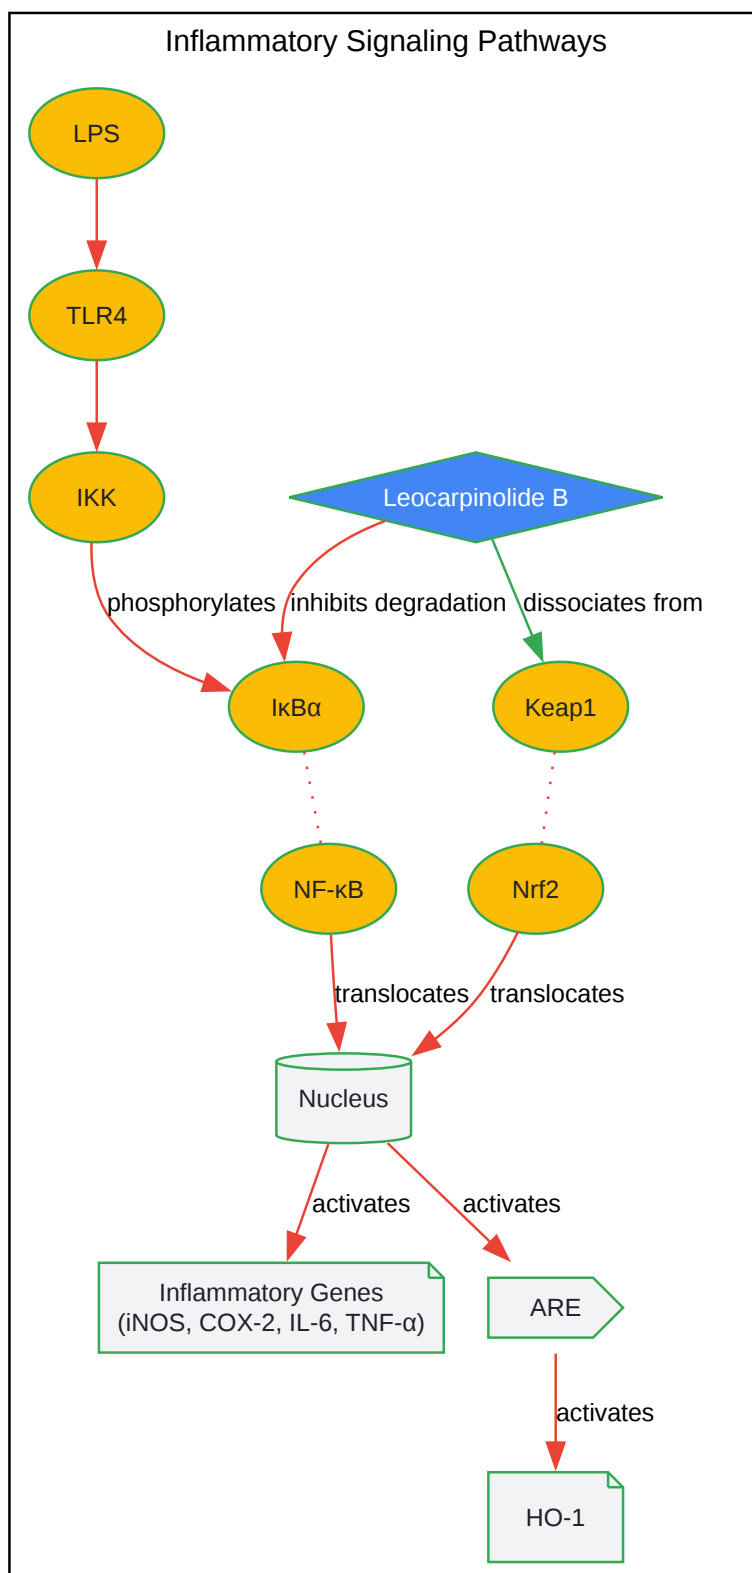 Inflammatory Signaling Pathways
LPS
TLR4
IKK
Leocarpinolide B
phosphorylates
inhibits degradation
dissociates from
IκBα
Keap1
NF-κB
Nrf2
translocates
translocates
Nucleus
activates
activates
Inflammatory Genes
(iNOS, COX-2, IL-6, TNF-α)
ARE
activates
HO-1